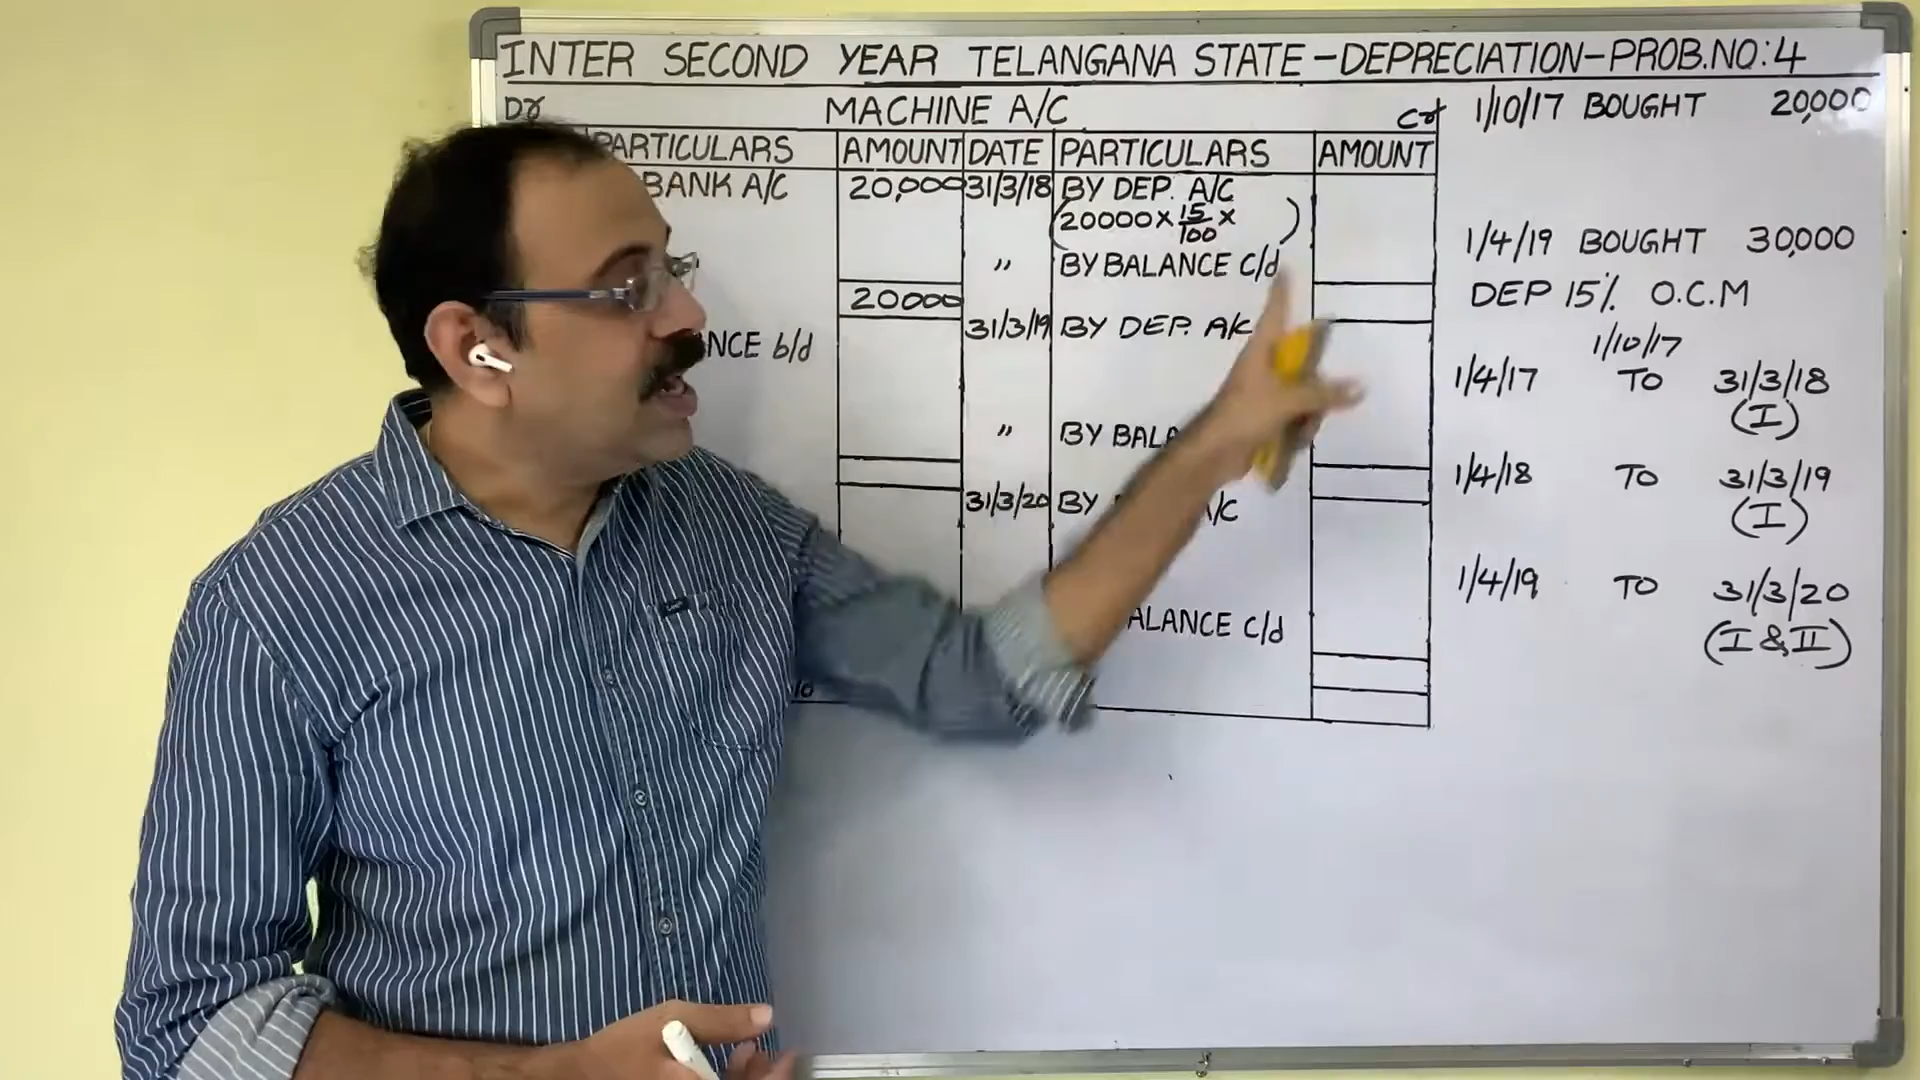 INTER SECOND YEAR TELANGANA STATE-DEPRECIATION-PROB.NO:4
Dr MACHINE A/C Cr
PARTICULARS AMOUNT DATE PARTICULARS AMOUNT
BANK A/C 20,000 31/3/18 BY DEP. A/C
(20000 × 15/100 × )
" BY BALANCE c/d
20000
31/3/19 BY DEP. A/c
NCE b/d
" BY BALA
31/3/20 BY A/C
ALANCE c/d
1/10/17 BOUGHT 20,000
1/4/19 BOUGHT 30,000
DEP 15% O.C.M
1/10/17
1/4/17 TO 31/3/18
(I)
1/4/18 TO 31/3/19
(I)
1/4/19 TO 31/3/20
(I & II)